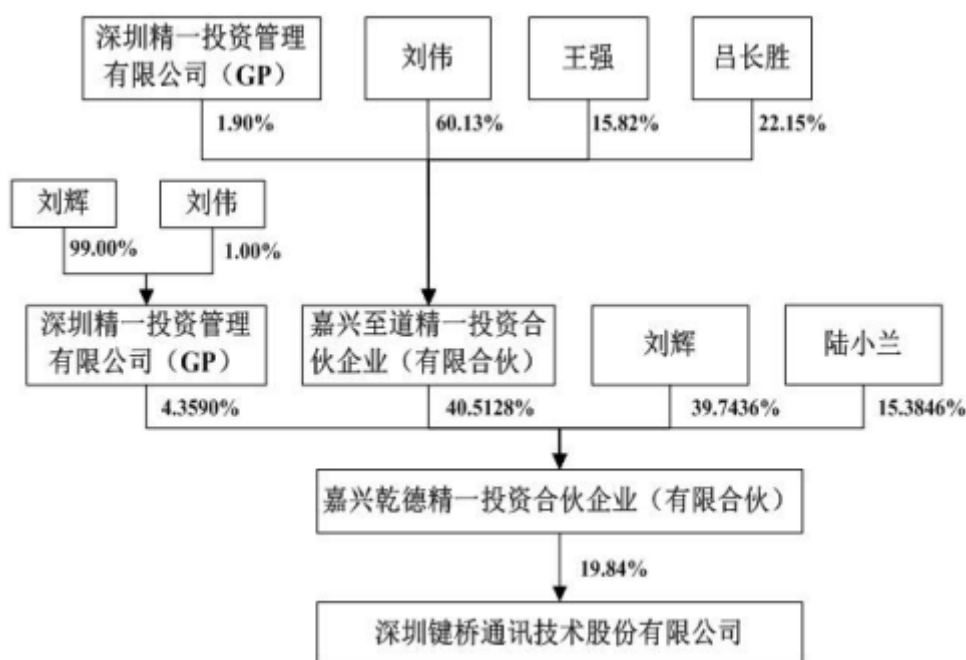 深圳精一投资管理
有限公司（GP）
刘伟
王强
吕长胜
1.90%
60.13%
15.82%
22.15%
刘辉
刘伟
99.00%
1.00%
深圳精一投资管理
有限公司（GP）
嘉兴至道精一投资合
伙企业（有限合伙）
刘辉
陆小兰
4.3590%
40.5128%
39.7436%
15.3846%
嘉兴乾德精一投资合伙企业（有限合伙）
19.84%
深圳键桥通讯技术股份有限公司